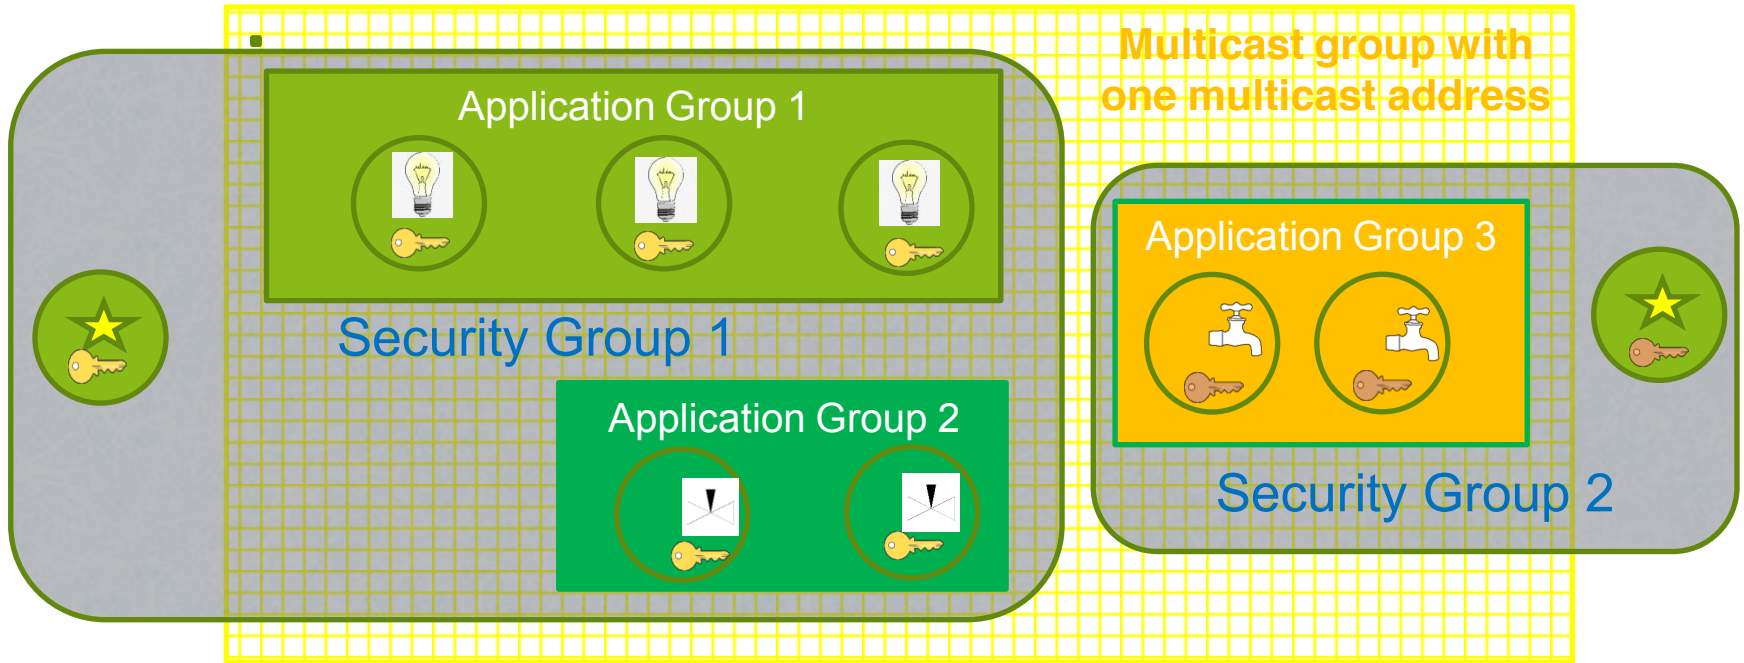 Multicast group with
one multicast address
Application Group 1
Security Group 1
Application Group 2
Application Group 3
Security Group 2